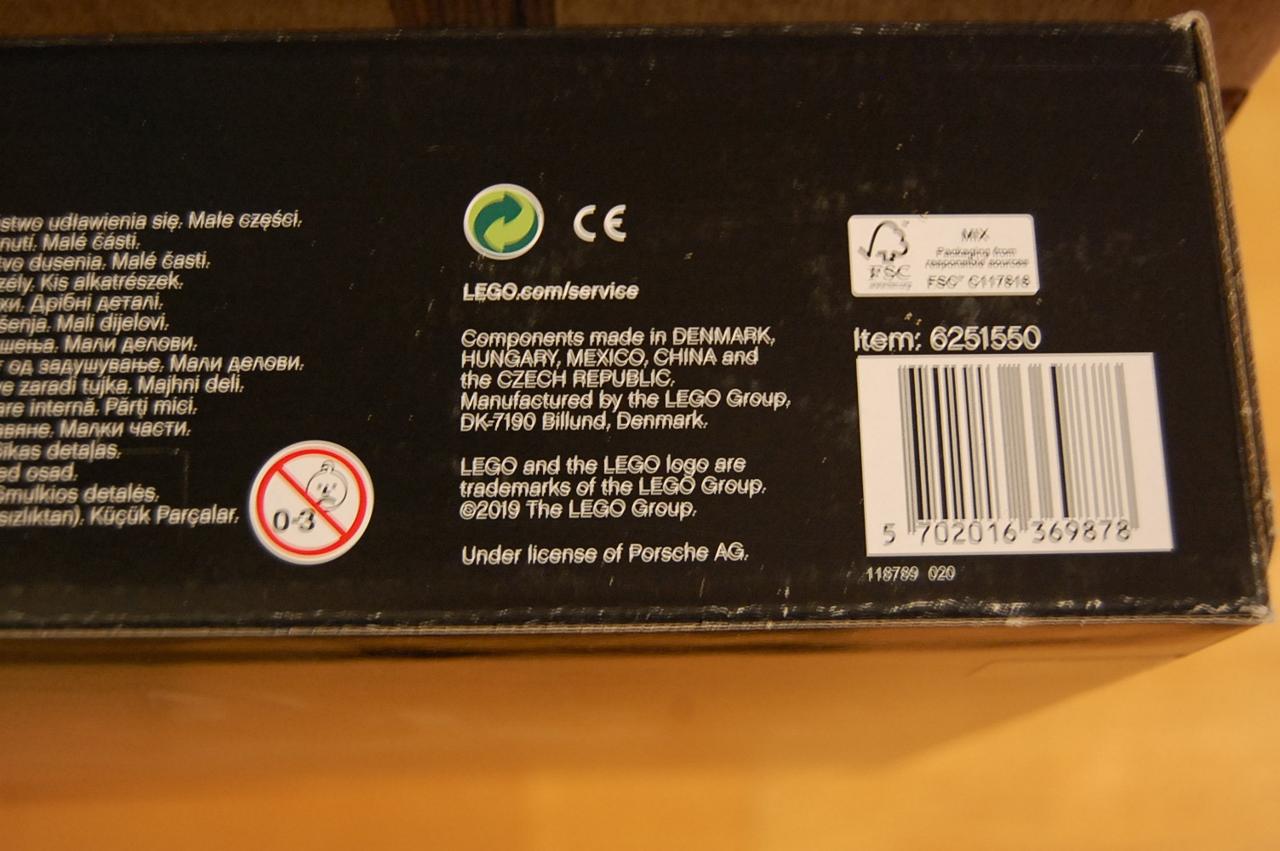 stwo udławienia się. Małe części.
nutí. Malé části.
tvo dusenia. Malé časti.
zély. Kis alkatrészek.
ки. Дрібні деталі.
šenja. Mali dijelovi.
шења. Мали делови.
од задушување. Мали делови.
e zaradi tujka. Majhni deli.
are internă. Părți mici.
вяне. Малки части.
īkas detaļas.
ed osad.
Smulkios detalės.
sızlıktan). Küçük Parçalar.
0-3
CE
LEGO.com/service
Components made in DENMARK,
HUNGARY, MEXICO, CHINA and
the CZECH REPUBLIC.
Manufactured by the LEGO Group,
DK-7190 Billund, Denmark.
LEGO and the LEGO logo are
trademarks of the LEGO Group.
©2019 The LEGO Group.
Under license of Porsche AG.
FSC
MIX
Packaging from
responsible sources
FSC® C117818
Item: 6251550
5 702016 369878
118789 020